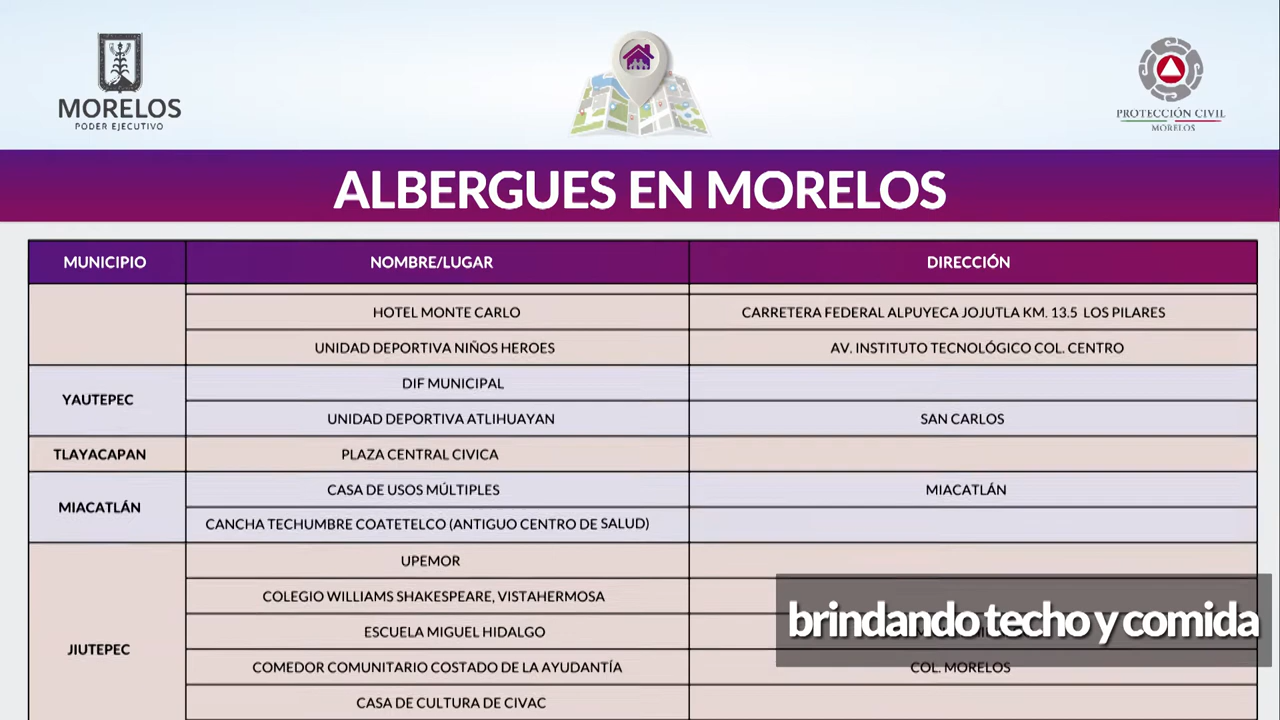 MORELOS
PODER EJECUTIVO
PROTECCIÓN CIVIL
MORELOS
ALBERGUES EN MORELOS
MUNICIPIO NOMBRE/LUGAR DIRECCIÓN
HOTEL MONTE CARLO CARRETERA FEDERAL ALPUYECA JOJUTLA KM. 13.5 LOS PILARES
UNIDAD DEPORTIVA NIÑOS HEROES AV. INSTITUTO TECNOLÓGICO COL. CENTRO
YAUTEPEC
DIF MUNICIPAL
UNIDAD DEPORTIVA ATLIHUAYAN SAN CARLOS
TLAYACAPAN PLAZA CENTRAL CIVICA
MIACATLÁN
CASA DE USOS MÚLTIPLES MIACATLÁN
CANCHA TECHUMBRE COATETELCO (ANTIGUO CENTRO DE SALUD)
JIUTEPEC
UPEMOR
COLEGIO WILLIAMS SHAKESPEARE, VISTAHERMOSA
ESCUELA MIGUEL HIDALGO
COMEDOR COMUNITARIO COSTADO DE LA AYUDANTÍA COL. MORELOS
CASA DE CULTURA DE CIVAC
brindando techo y comida